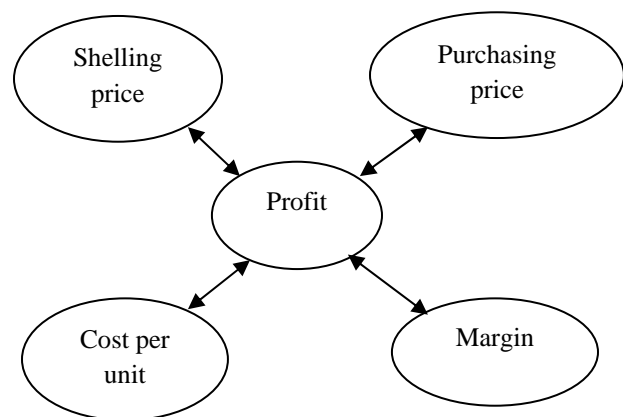 Shelling
price
Purchasing
price
Profit
Cost per
unit
Margin